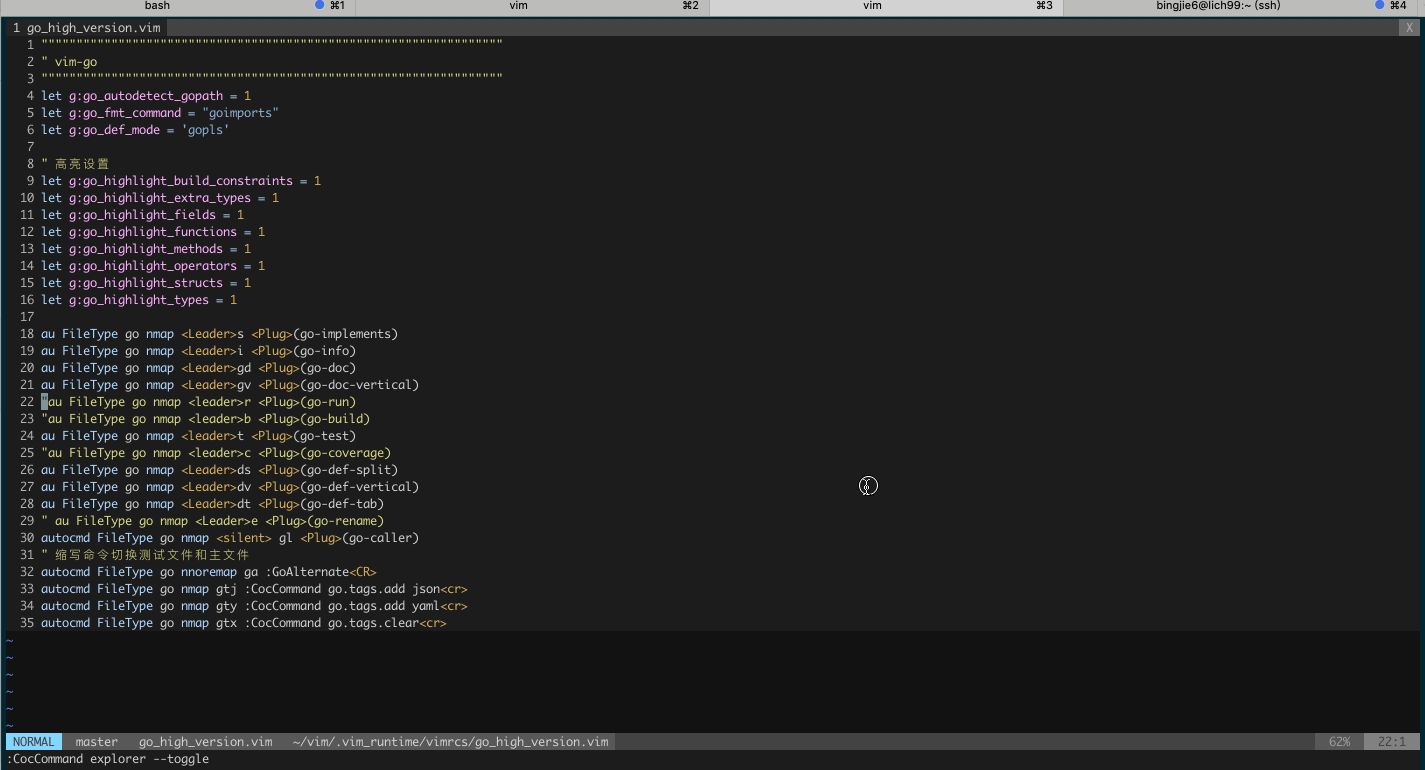 bash ⌘1 vim ⌘2 vim ⌘3 bingjie6@lich99:~ (ssh) ⌘4
1 go_high_version.vim X
1 """"""""""""""""""""""""""""""""""""""""""""""""""""""""""""""""""
2 " vim-go
3 """"""""""""""""""""""""""""""""""""""""""""""""""""""""""""""""""
4 let g:go_autodetect_gopath = 1
5 let g:go_fmt_command = "goimports"
6 let g:go_def_mode = 'gopls'
7
8 " 高亮设置
9 let g:go_highlight_build_constraints = 1
10 let g:go_highlight_extra_types = 1
11 let g:go_highlight_fields = 1
12 let g:go_highlight_functions = 1
13 let g:go_highlight_methods = 1
14 let g:go_highlight_operators = 1
15 let g:go_highlight_structs = 1
16 let g:go_highlight_types = 1
17
18 au FileType go nmap <Leader>s <Plug>(go-implements)
19 au FileType go nmap <Leader>i <Plug>(go-info)
20 au FileType go nmap <Leader>gd <Plug>(go-doc)
21 au FileType go nmap <Leader>gv <Plug>(go-doc-vertical)
22 "au FileType go nmap <leader>r <Plug>(go-run)
23 "au FileType go nmap <leader>b <Plug>(go-build)
24 au FileType go nmap <leader>t <Plug>(go-test)
25 "au FileType go nmap <leader>c <Plug>(go-coverage)
26 au FileType go nmap <Leader>ds <Plug>(go-def-split)
27 au FileType go nmap <Leader>dv <Plug>(go-def-vertical)
28 au FileType go nmap <Leader>dt <Plug>(go-def-tab)
29 " au FileType go nmap <Leader>e <Plug>(go-rename)
30 autocmd FileType go nmap <silent> gl <Plug>(go-caller)
31 " 缩写命令切换测试文件和主文件
32 autocmd FileType go nnoremap ga :GoAlternate<CR>
33 autocmd FileType go nmap gtj :CocCommand go.tags.add json<cr>
34 autocmd FileType go nmap gty :CocCommand go.tags.add yaml<cr>
35 autocmd FileType go nmap gtx :CocCommand go.tags.clear<cr>
~
~
~
~
~
~
NORMAL master go_high_version.vim ~/vim/.vim_runtime/vimrcs/go_high_version.vim 62% 22:1
:CocCommand explorer --toggle